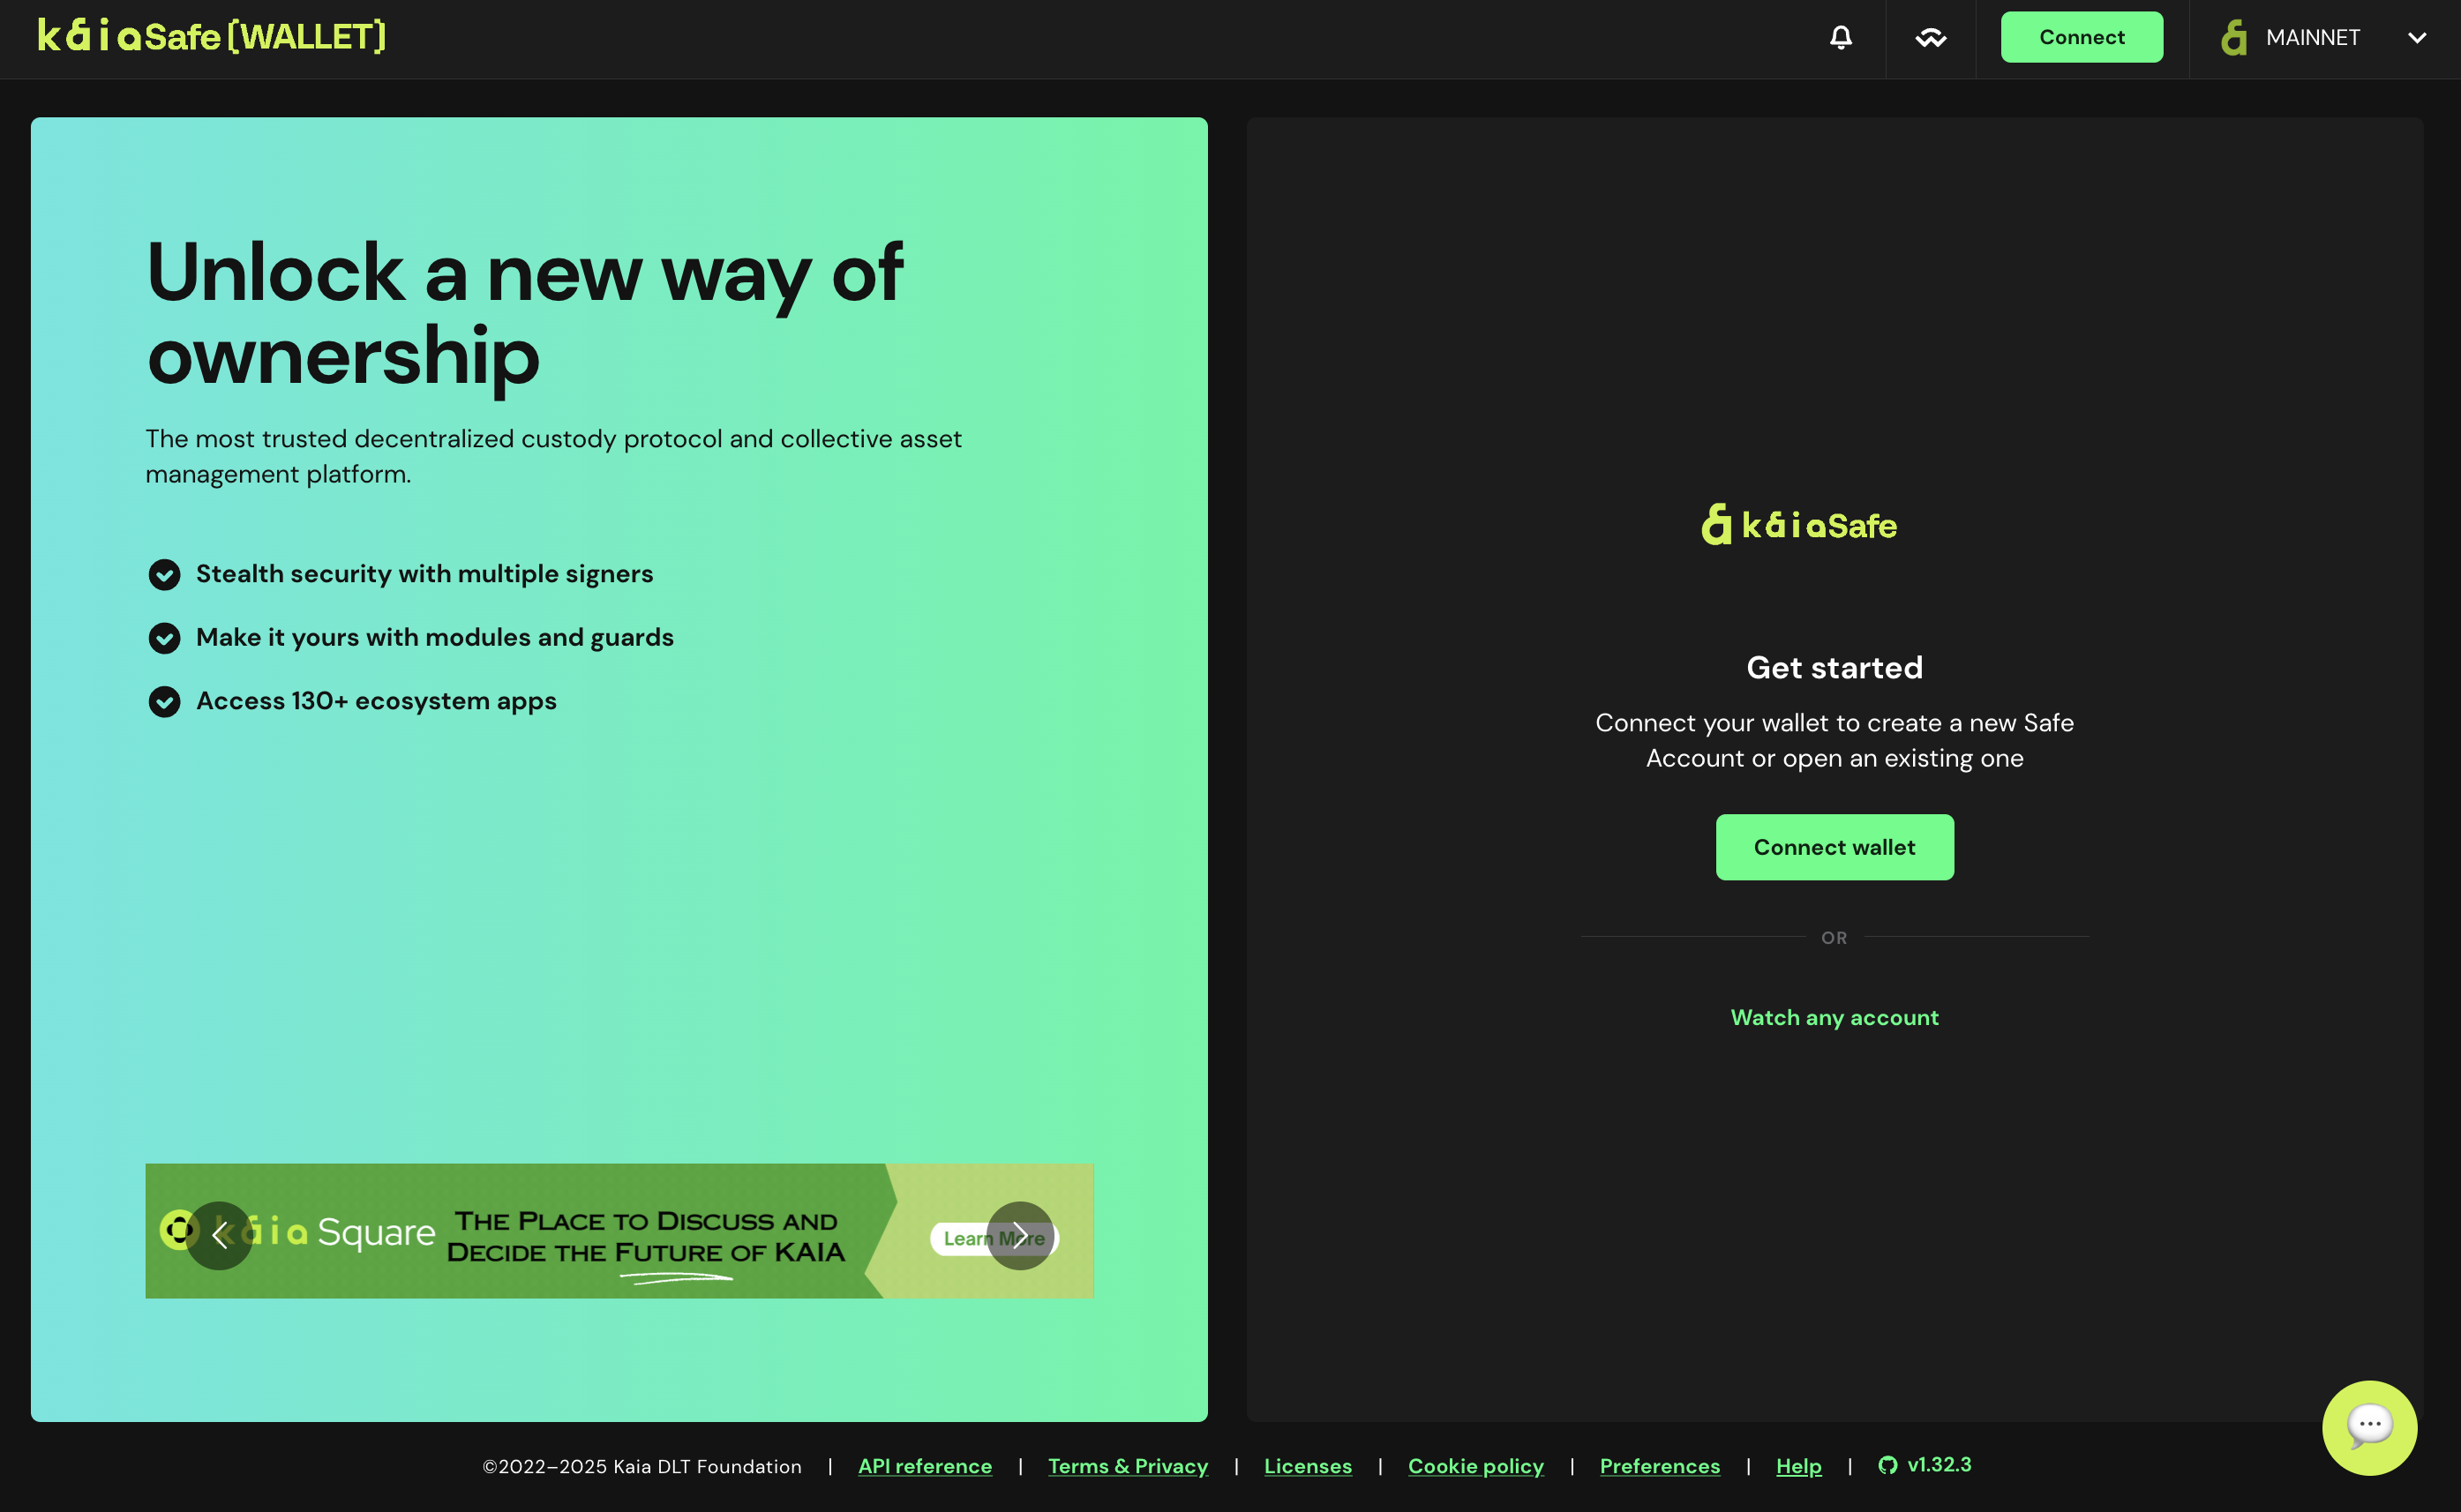 kaiaSafe [WALLET]
Connect
MAINNET
Unlock a new way of
ownership
The most trusted decentralized custody protocol and collective asset
management platform.
Stealth security with multiple signers
Make it yours with modules and guards
Access 130+ ecosystem apps
kaia Square
THE PLACE TO DISCUSS AND
DECIDE THE FUTURE OF KAIA
Learn More
kaiaSafe
Get started
Connect your wallet to create a new Safe
Account or open an existing one
Connect wallet
OR
Watch any account
©2022–2025 Kaia DLT Foundation | API reference | Terms & Privacy | Licenses | Cookie policy | Preferences | Help | v1.32.3